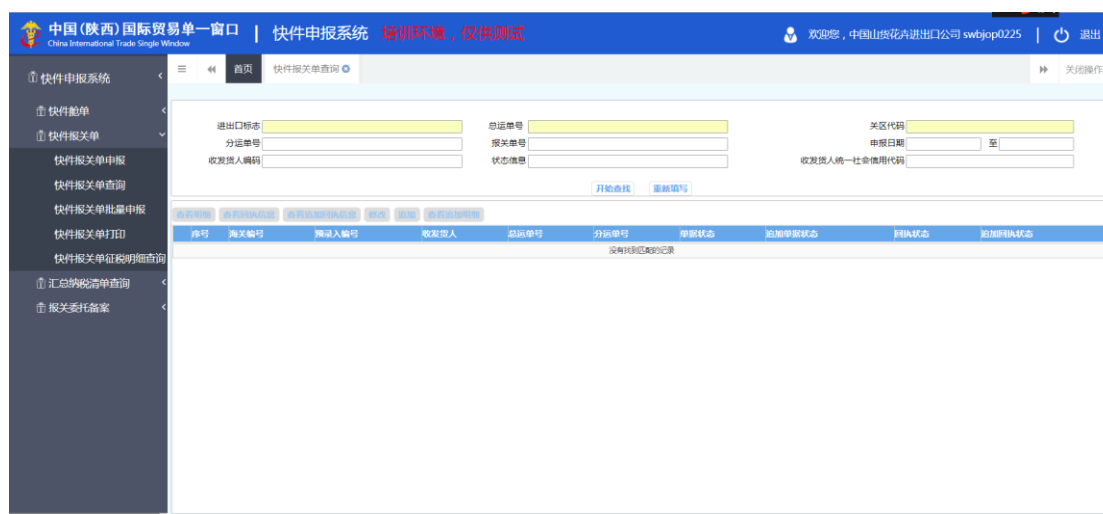 中国(陕西)国际贸易单一窗口 | 快件申报系统 培训环境，仅供测试 欢迎您，中国山货花卉进出口公司 swbjop0225 | 退出
China International Trade Single Window
快件申报系统 首页 快件报关单查询 关闭操作
快件舱单
快件报关单
快件报关单申报
快件报关单查询
快件报关单批量申报
快件报关单打印
快件报关单征税明细查询
汇总纳税清单查询
报关委托备案
进出口标志 总运单号 关区代码
分运单号 报关单号 申报日期 至
收发货人编码 状态信息 收发货人统一社会信用代码
开始查找 重新填写
查看明细 查看回执信息 查看追加回执信息 修改 追加 查看追加明细
序号 海关编号 预录入编号 收发货人 总运单号 分运单号 单据状态 追加单据状态 回执状态 追加回执状态
没有找到匹配的记录